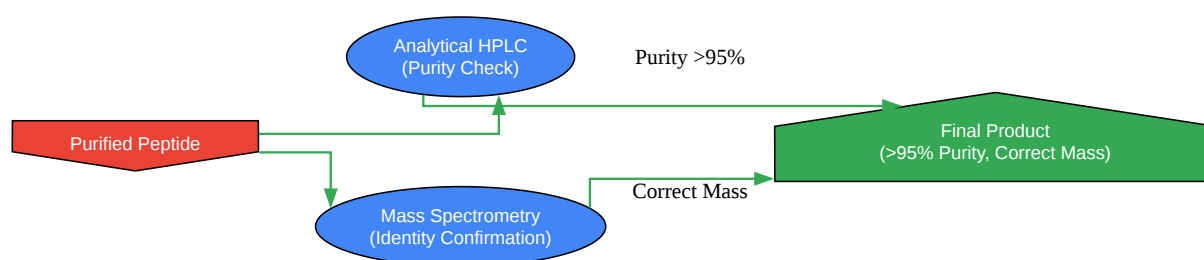 Analytical HPLC
(Purity Check)
Purity >95%
Purified Peptide
Final Product
(>95% Purity, Correct Mass)
Correct Mass
Mass Spectrometry
(Identity Confirmation)